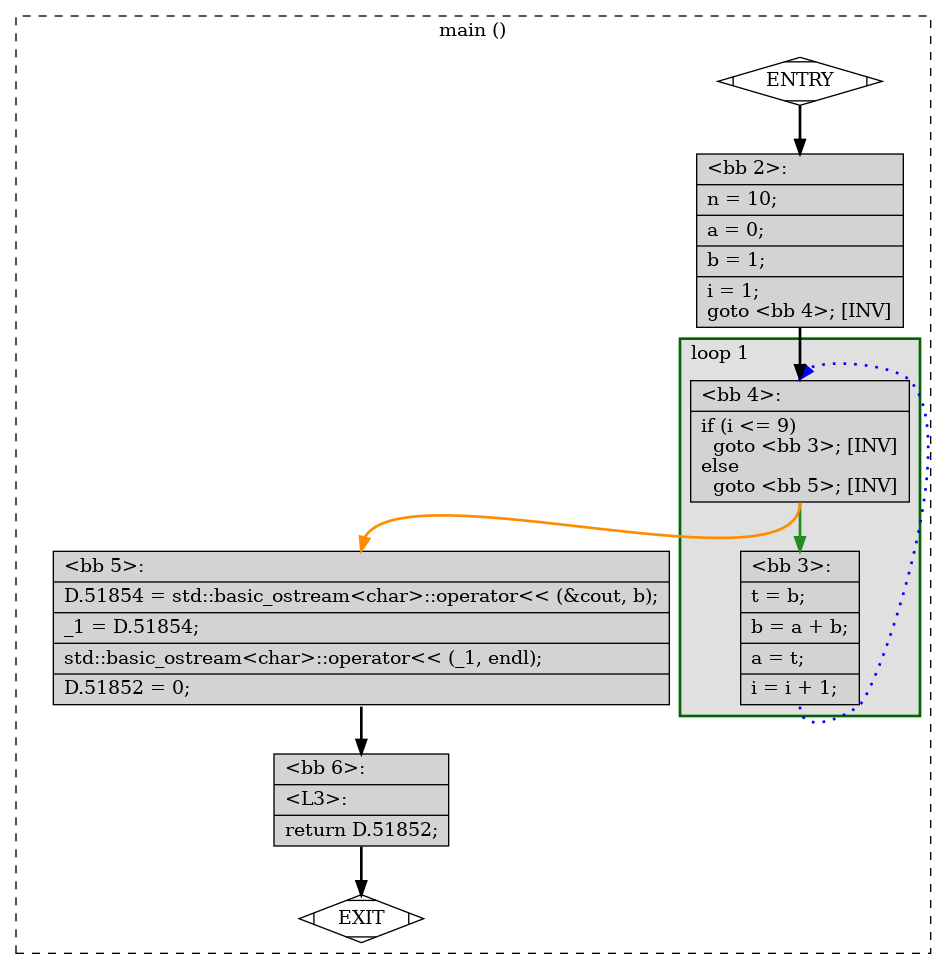 main ()
ENTRY
<bb 2>:
n = 10;
a = 0;
b = 1;
i = 1;
goto <bb 4>; [INV]
loop 1
<bb 4>:
if (i <= 9)
  goto <bb 3>; [INV]
else
  goto <bb 5>; [INV]
<bb 3>:
t = b;
b = a + b;
a = t;
i = i + 1;
<bb 5>:
D.51854 = std::basic_ostream<char>::operator<< (&cout, b);
_1 = D.51854;
std::basic_ostream<char>::operator<< (_1, endl);
D.51852 = 0;
<bb 6>:
<L3>:
return D.51852;
EXIT